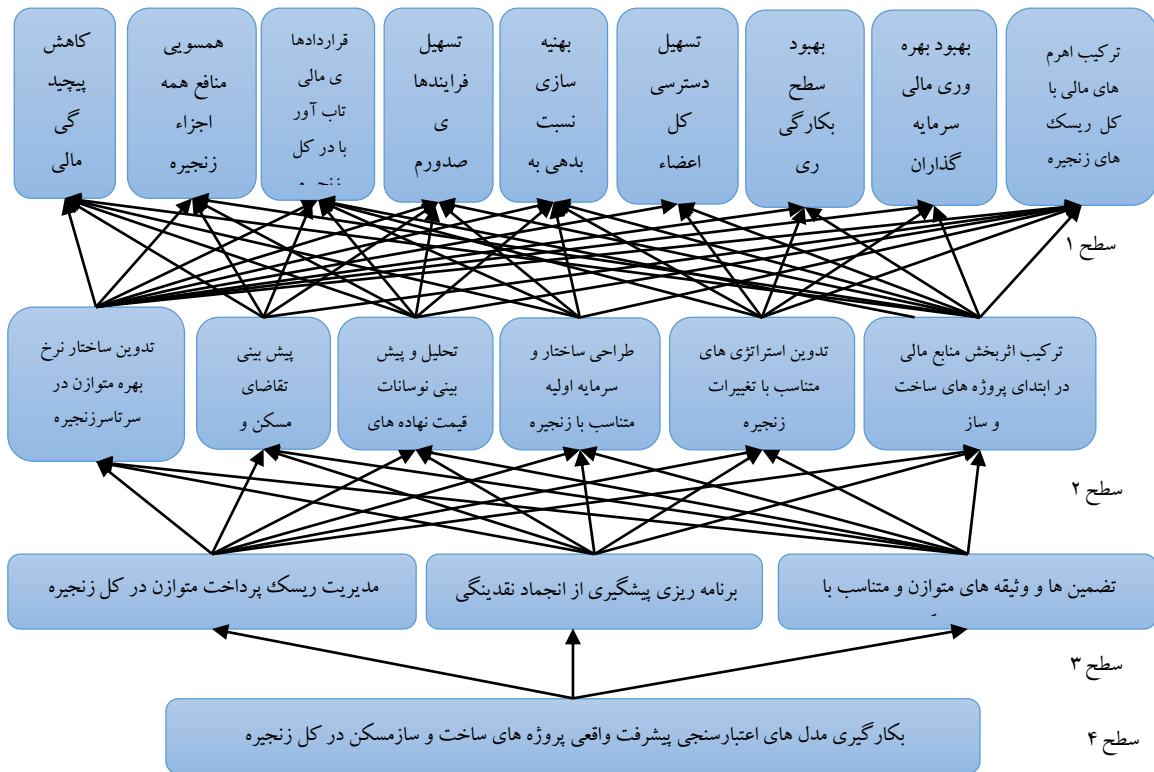 ترکیب اهرم
های مالی با
کل ریسک
های زنجیره
بهبود بهره
وری مالی
سرمایه
گذاران
بهبود
سطح
بکارگی
ری
تسهیل
دسترسی
کل
اعضاء
بهنیه
سازی
نسبت
بدهی به
تسهیل
فرایندها
ی
صدورم
قراردادها
ی مالی
تاب آور
با در کل
همسویی
منافع همه
اجزاء
زنجیره
کاهش
پیچید
گی
مالی
سطح ۱
ترکیب اثربخش منابع مالی
در ابتدای پروژه های ساخت
و ساز
تدوین استراتژی های
متناسب با تغییرات
زنجیره
طراحی ساختار و
سرمایه اولیه
متناسب با زنجیره
تحلیل و پیش
بینی نوسانات
قیمت نهاده های
پیش بینی
تقاضای
مسکن و
تدوین ساختار نرخ
بهره متوازن در
سرتاسرزنجیره
سطح ۲
تضمین ها و وثیقه های متوازن و متناسب با
برنامه ریزی پیشگیری از انجماد نقدینگی
مدیریت ریسک پرداخت متوازن در کل زنجیره
سطح ۳
بکارگیری مدل های اعتبارسنجی پیشرفت واقعی پروژه های ساخت و سازمسکن در کل زنجیره
سطح ۴